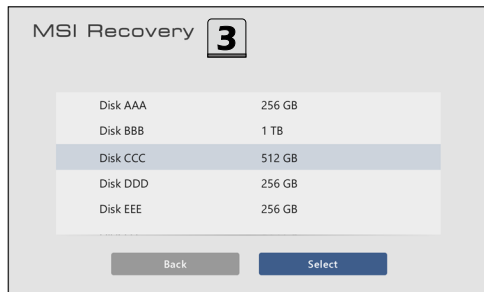 MSI Recovery 3
Disk AAA 256 GB
Disk BBB 1 TB
Disk CCC 512 GB
Disk DDD 256 GB
Disk EEE 256 GB
Back Select